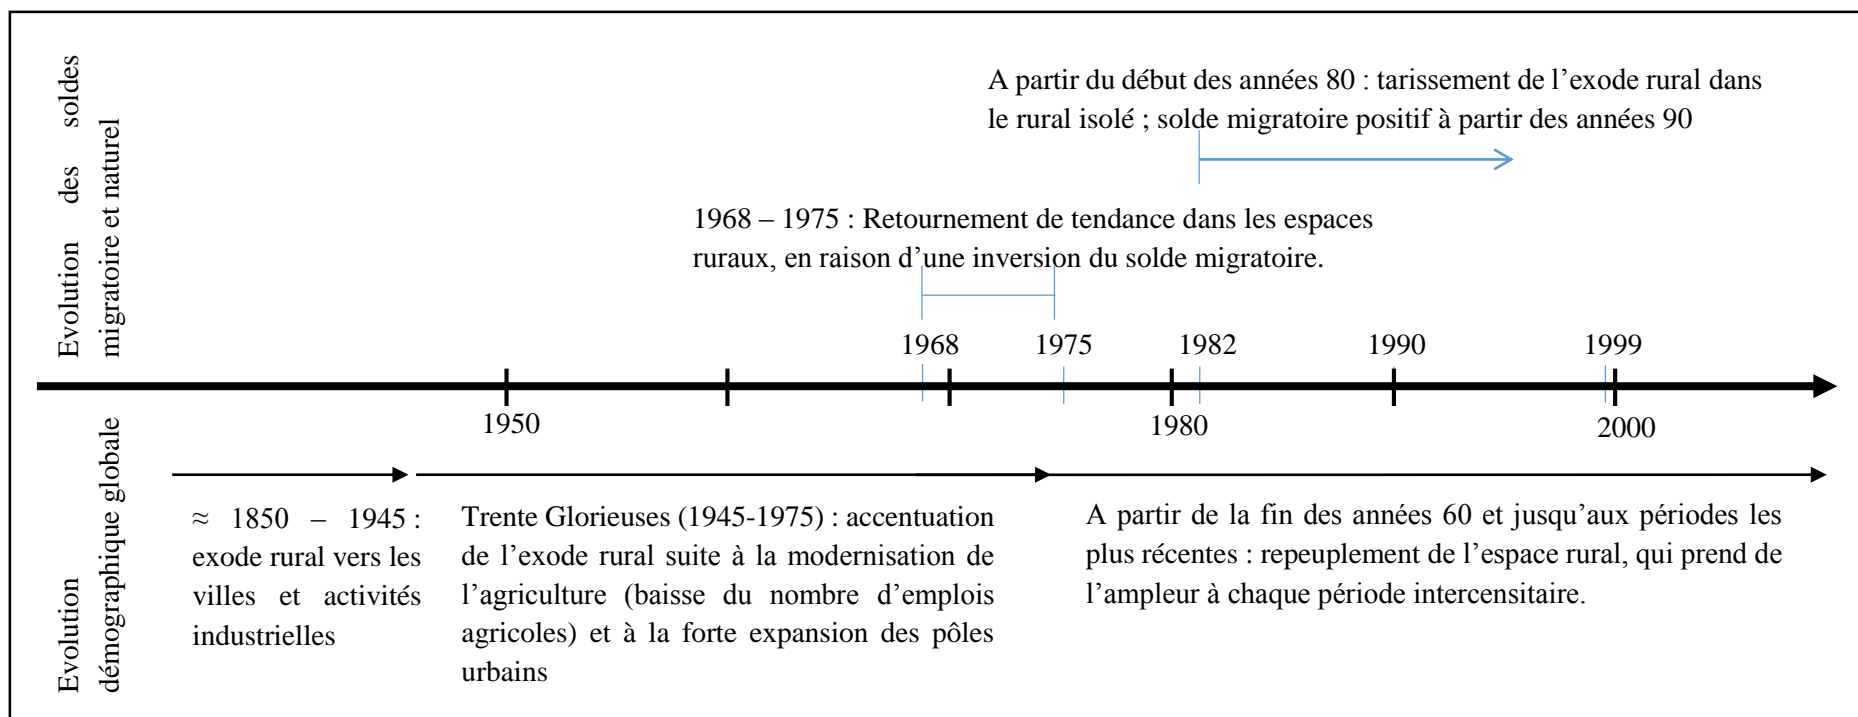 Evolution des soldes
migratoire et naturel
A partir du début des années 80 : tarissement de l’exode rural dans
le rural isolé ; solde migratoire positif à partir des années 90
1968 – 1975 : Retournement de tendance dans les espaces
ruraux, en raison d’une inversion du solde migratoire.
1968 1975 1982 1990 1999
1950 1980 2000
Evolution
démographique globale
≈ 1850 – 1945 :
exode rural vers les
villes et activités
industrielles
Trente Glorieuses (1945-1975) : accentuation
de l’exode rural suite à la modernisation de
l’agriculture (baisse du nombre d’emplois
agricoles) et à la forte expansion des pôles
urbains
A partir de la fin des années 60 et jusqu’aux périodes les
plus récentes : repeuplement de l’espace rural, qui prend de
l’ampleur à chaque période intercensitaire.